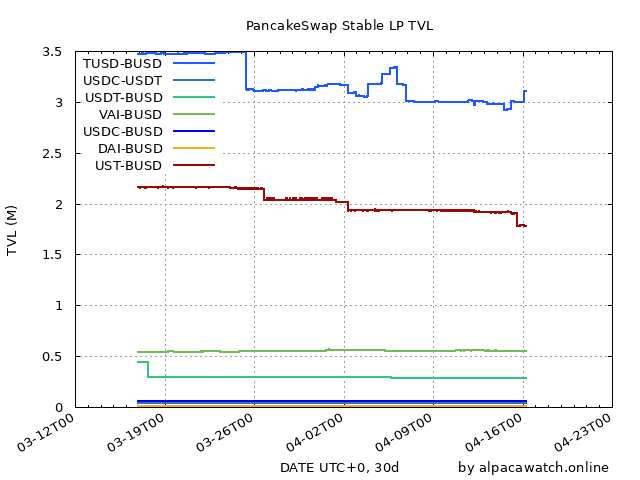 PancakeSwap Stable LP TVL
TVL (M)
3.5
3
2.5
2
1.5
1
0.5
0
TUSD-BUSD
USDC-USDT
USDT-BUSD
VAI-BUSD
USDC-BUSD
DAI-BUSD
UST-BUSD
03-12T00 03-19T00 03-26T00 04-02T00 04-09T00 04-16T00 04-23T00
DATE UTC+0, 30d by alpacawatch.online